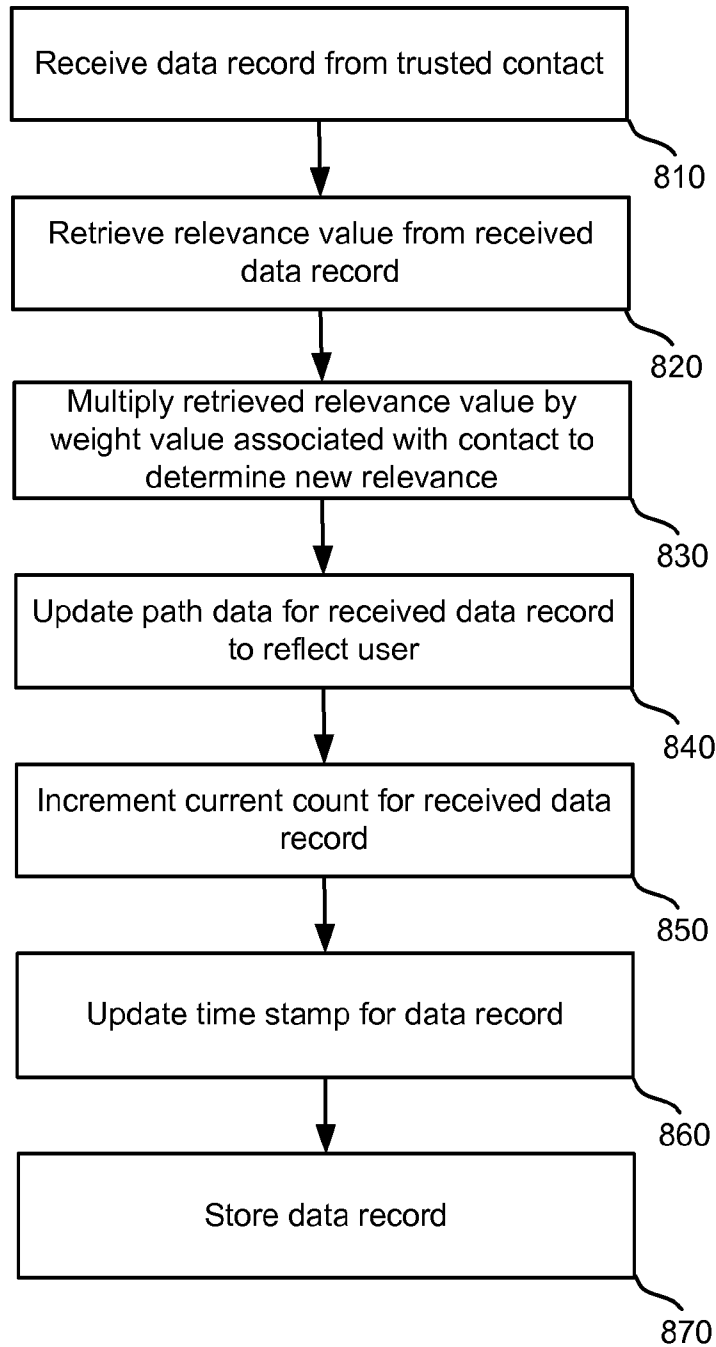 Receive data record from trusted contact
810
Retrieve relevance value from received
data record
820
Multiply retrieved relevance value by
weight value associated with contact to
determine new relevance
830
Update path data for received data record
to reflect user
840
Increment current count for received data
record
850
Update time stamp for data record
860
Store data record
870